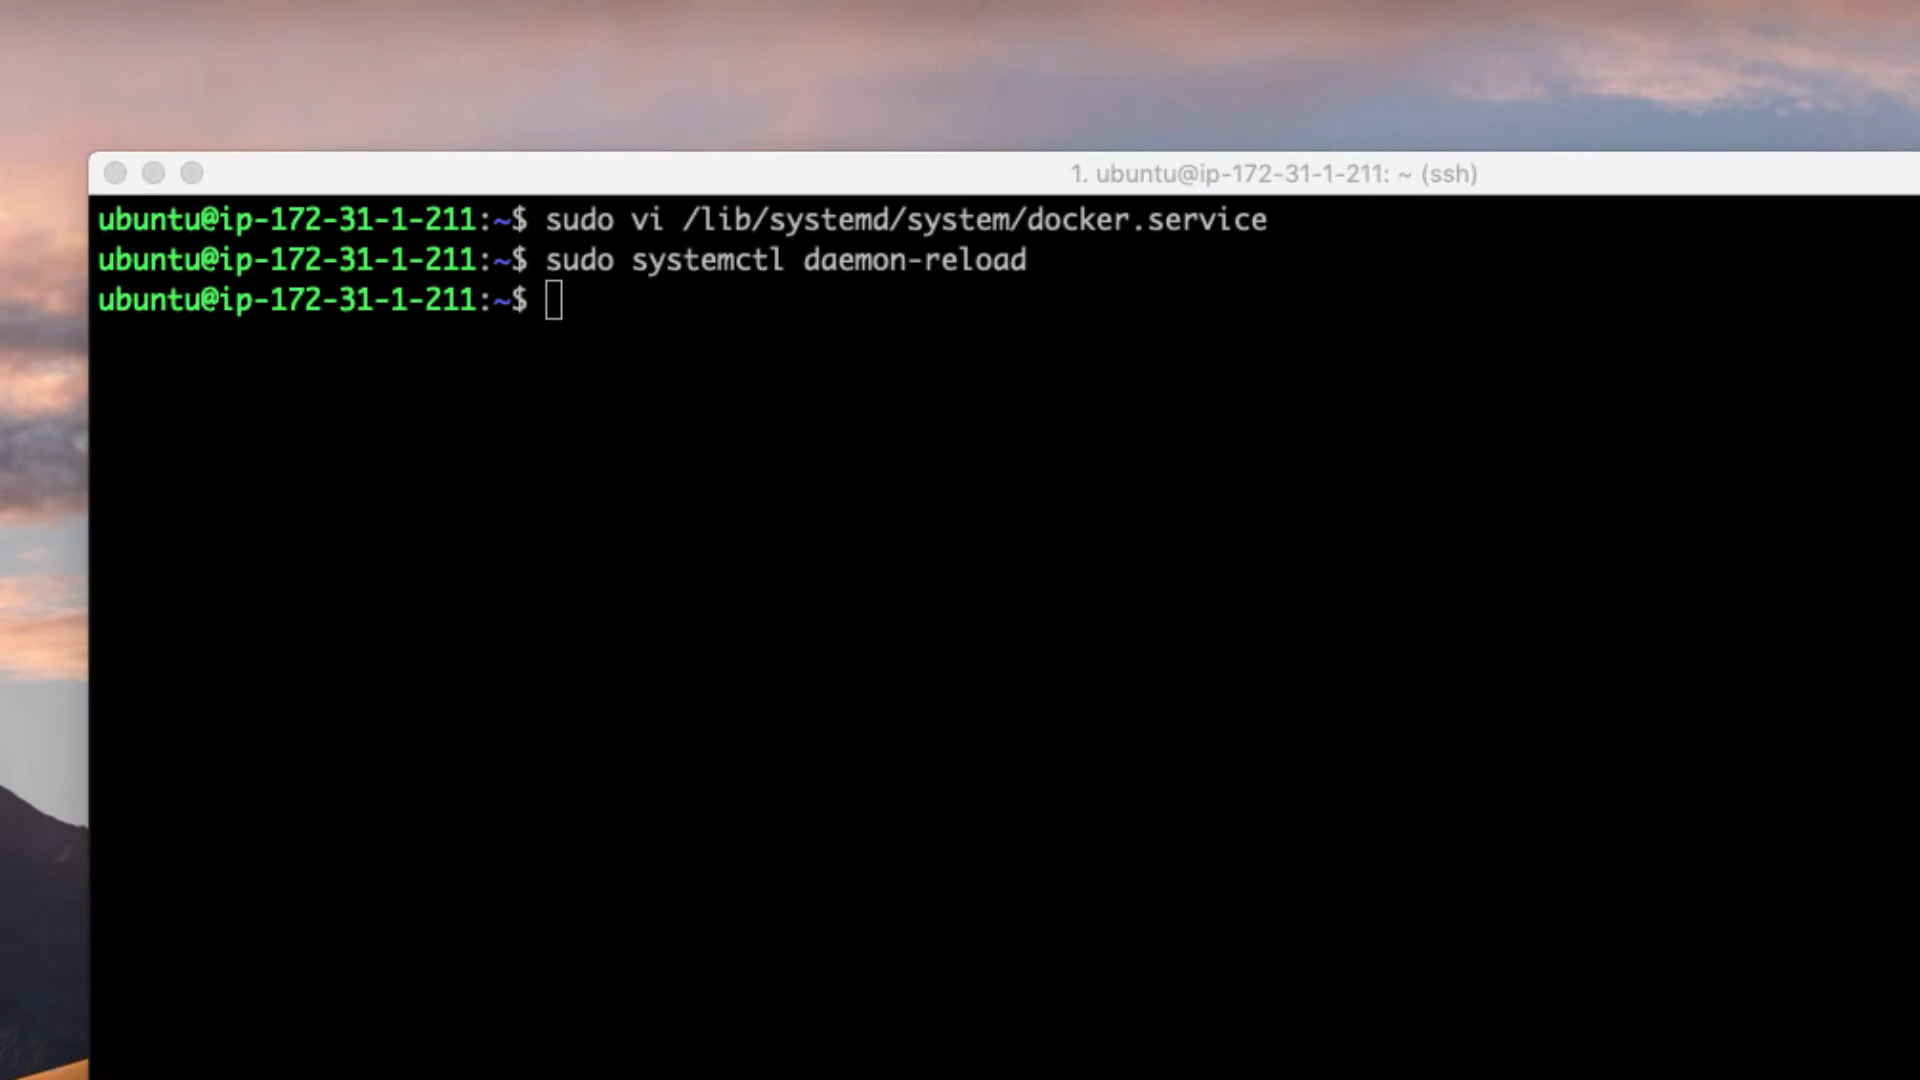 1. ubuntu@ip-172-31-1-211: ~ (ssh)
ubuntu@ip-172-31-1-211:~$ sudo vi /lib/systemd/system/docker.service
ubuntu@ip-172-31-1-211:~$ sudo systemctl daemon-reload
ubuntu@ip-172-31-1-211:~$